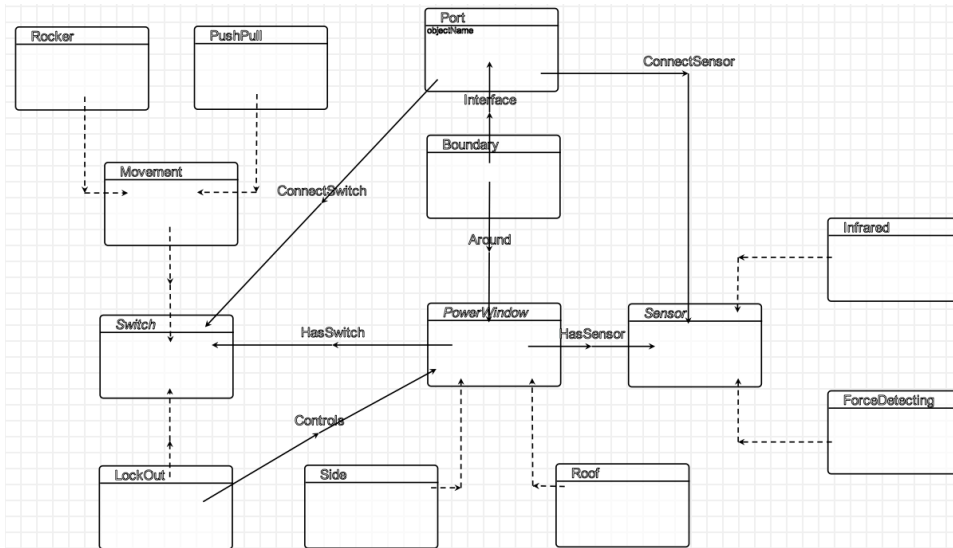 Port
objectName
Rocker
PushPull
ConnectSensor
Interface
Boundary
Movement
ConnectSwitch
Infrared
Around
Switch
PowerWindow
Sensor
HasSwitch
HasSensor
ForceDetecting
Controls
LockOut
Side
Roof